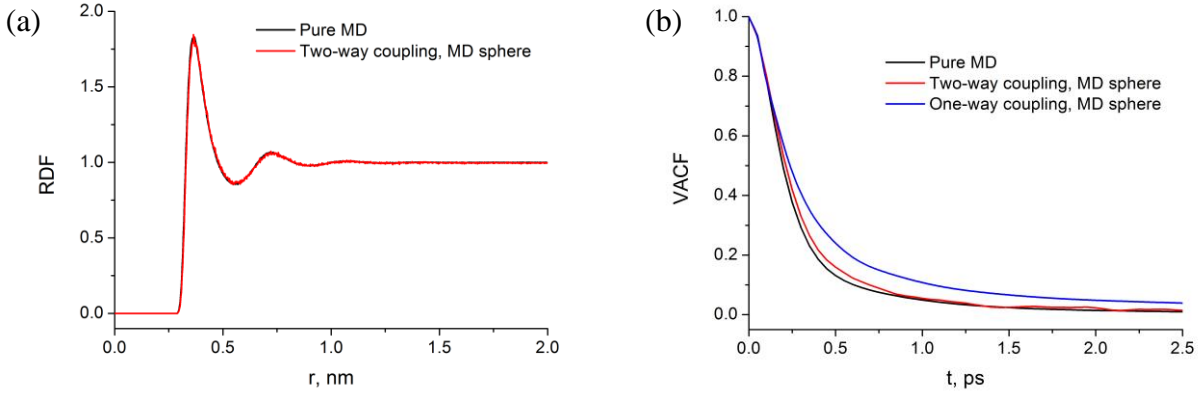 (a)
2.0
1.5
1.0
0.5
0.0
RDF
Pure MD
Two-way coupling, MD sphere
0.0 0.5 1.0 1.5 2.0
r, nm
(b)
1.0
0.8
0.6
0.4
0.2
0.0
VACF
Pure MD
Two-way coupling, MD sphere
One-way coupling, MD sphere
0.0 0.5 1.0 1.5 2.0 2.5
t, ps